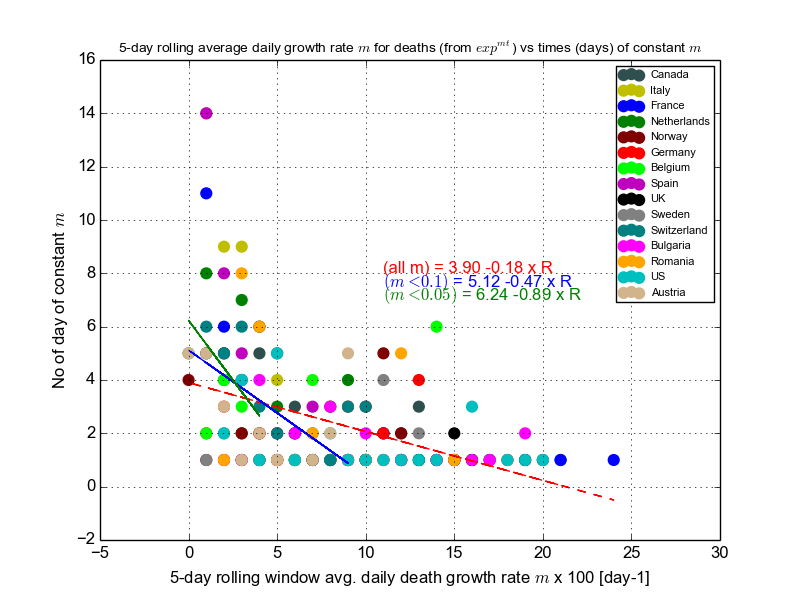 5-day rolling average daily growth rate m for deaths (from exp^mt) vs times (days) of constant m
16
14
12
10
8
6
4
2
0
−2
No of day of constant m
Canada
Italy
France
Netherlands
Norway
Germany
Belgium
Spain
UK
Sweden
Switzerland
Bulgaria
Romania
US
Austria
(all m) = 3.90 -0.18 x R
(m <0.1) = 5.12 -0.47 x R
(m <0.05) = 6.24 -0.89 x R
−5 0 5 10 15 20 25 30
5-day rolling window avg. daily death growth rate m x 100 [day-1]